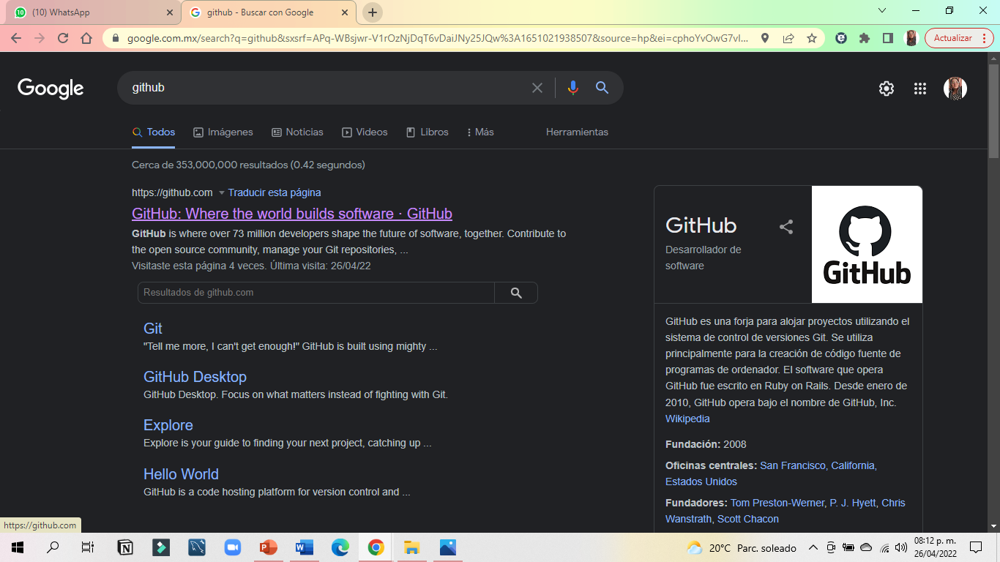 (10) WhatsApp
github - Buscar con Google
google.com.mx/search?q=github&sxsrf=APq-WBsjwr-V1rOzNjDqT6vDaiJNy25JQw%3A1651021938507&source=hp&ei=cphoYvOwG7vI...
Actualizar
Google
github
Todos
Imágenes
Noticias
Videos
Libros
Más
Herramientas
Cerca de 353,000,000 resultados (0.42 segundos)
https://github.com
Traducir esta página
GitHub: Where the world builds software · GitHub
GitHub is where over 73 million developers shape the future of software, together. Contribute to
the open source community, manage your Git repositories, ...
Visitaste esta página 4 veces. Última visita: 26/04/22
Resultados de github.com
Git
"Tell me more, I can't get enough!" GitHub is built using mighty ...
GitHub Desktop
GitHub Desktop. Focus on what matters instead of fighting with Git.
Explore
Explore is your guide to finding your next project, catching up ...
Hello World
GitHub is a code hosting platform for version control and ...
GitHub
Desarrollador de
software
GitHub
GitHub es una forja para alojar proyectos utilizando el
sistema de control de versiones Git. Se utiliza
principalmente para la creación de código fuente de
programas de ordenador. El software que opera
GitHub fue escrito en Ruby on Rails. Desde enero de
2010, GitHub opera bajo el nombre de GitHub, Inc.
Wikipedia
Fundación: 2008
Oficinas centrales: San Francisco, California,
Estados Unidos
Fundadores: Tom Preston-Werner, P. J. Hyett, Chris
Wanstrath, Scott Chacon
https://github.com
20°C Parc. soleado
08:12 p. m.
26/04/2022